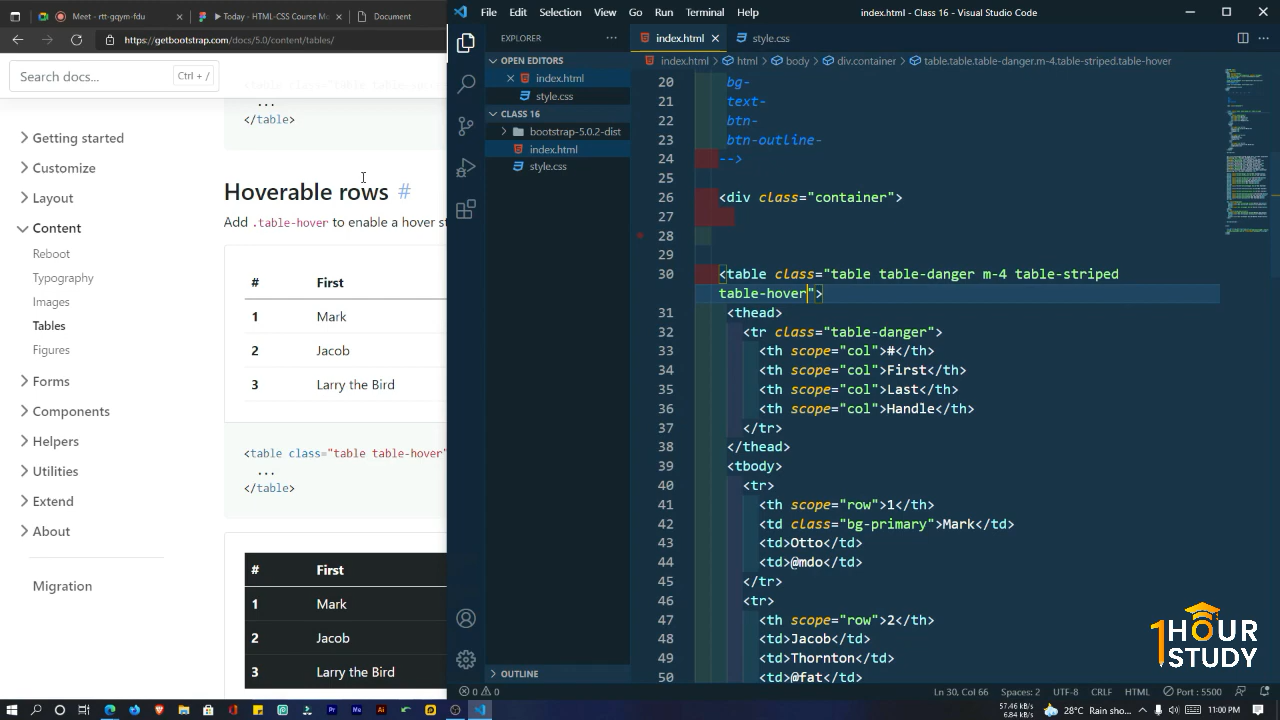 Meet - rtt-gqym-fdu
Today - HTML-CSS Course Mo
Document
https://getbootstrap.com/docs/5.0/content/tables/
Search docs...
Ctrl + /
Getting started
Customize
Layout
Content
Reboot
Typography
Images
Tables
Figures
Forms
Components
Helpers
Utilities
Extend
About
Migration
...
</table>
Hoverable rows #
Add .table-hover to enable a hover st
# First
1 Mark
2 Jacob
3 Larry the Bird
<table class="table table-hover"
...
</table>
# First
1 Mark
2 Jacob
3 Larry the Bird
File Edit Selection View Go Run Terminal Help
index.html - Class 16 - Visual Studio Code
EXPLORER
OPEN EDITORS
index.html
style.css
CLASS 16
bootstrap-5.0.2-dist
index.html
style.css
OUTLINE
index.html
style.css
index.html > html > body > div.container > table.table.table-danger.m-4.table-striped.table-hover
20 bg-
21 text-
22 btn-
23 btn-outline-
24 -->
25
26 <div class="container">
27
28
29
30 <table class="table table-danger m-4 table-striped
table-hover">
31 <thead>
32 <tr class="table-danger">
33 <th scope="col">#</th>
34 <th scope="col">First</th>
35 <th scope="col">Last</th>
36 <th scope="col">Handle</th>
37 </tr>
38 </thead>
39 <tbody>
40 <tr>
41 <th scope="row">1</th>
42 <td class="bg-primary">Mark</td>
43 <td>Otto</td>
44 <td>@mdo</td>
45 </tr>
46 <tr>
47 <th scope="row">2</th>
48 <td>Jacob</td>
49 <td>Thornton</td>
50 <td>@fat</td>
1HOUR
STUDY
0 0
Ln 30, Col 66
Spaces: 2
UTF-8
CRLF
HTML
Port : 5500
57.46 kB/s
6.84 kB/s
28°C Rain sho...
11:00 PM